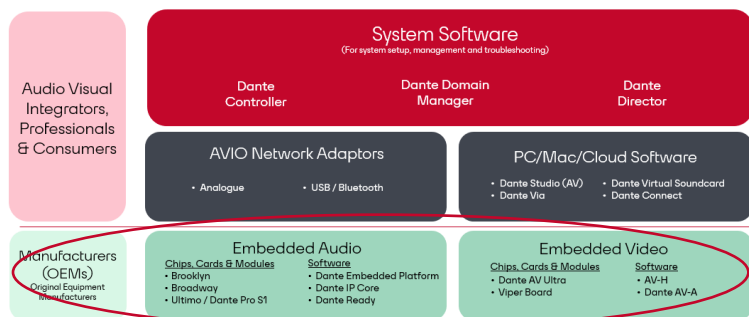 System Software
(For system setup, management and troubleshooting)
Audio Visual
Integrators,
Professionals
& Consumers
Dante
Controller
Dante Domain
Manager
Dante
Director
AVIO Network Adaptors
• Analogue
• USB / Bluetooth
PC/Mac/Cloud Software
• Dante Studio (AV)
• Dante Via
• Dante Virtual Soundcard
• Dante Connect
Manufacturers
(OEMs)
Original Equipment
Manufacturers
Embedded Audio
Chips, Cards & Modules
• Brooklyn
• Broadway
• Ultimo / Dante Pro S1
Software
• Dante Embedded Platform
• Dante IP Core
• Dante Ready
Embedded Video
Chips, Cards & Modules
• Dante AV Ultra
• Viper Board
Software
• AV-H
• Dante AV-A